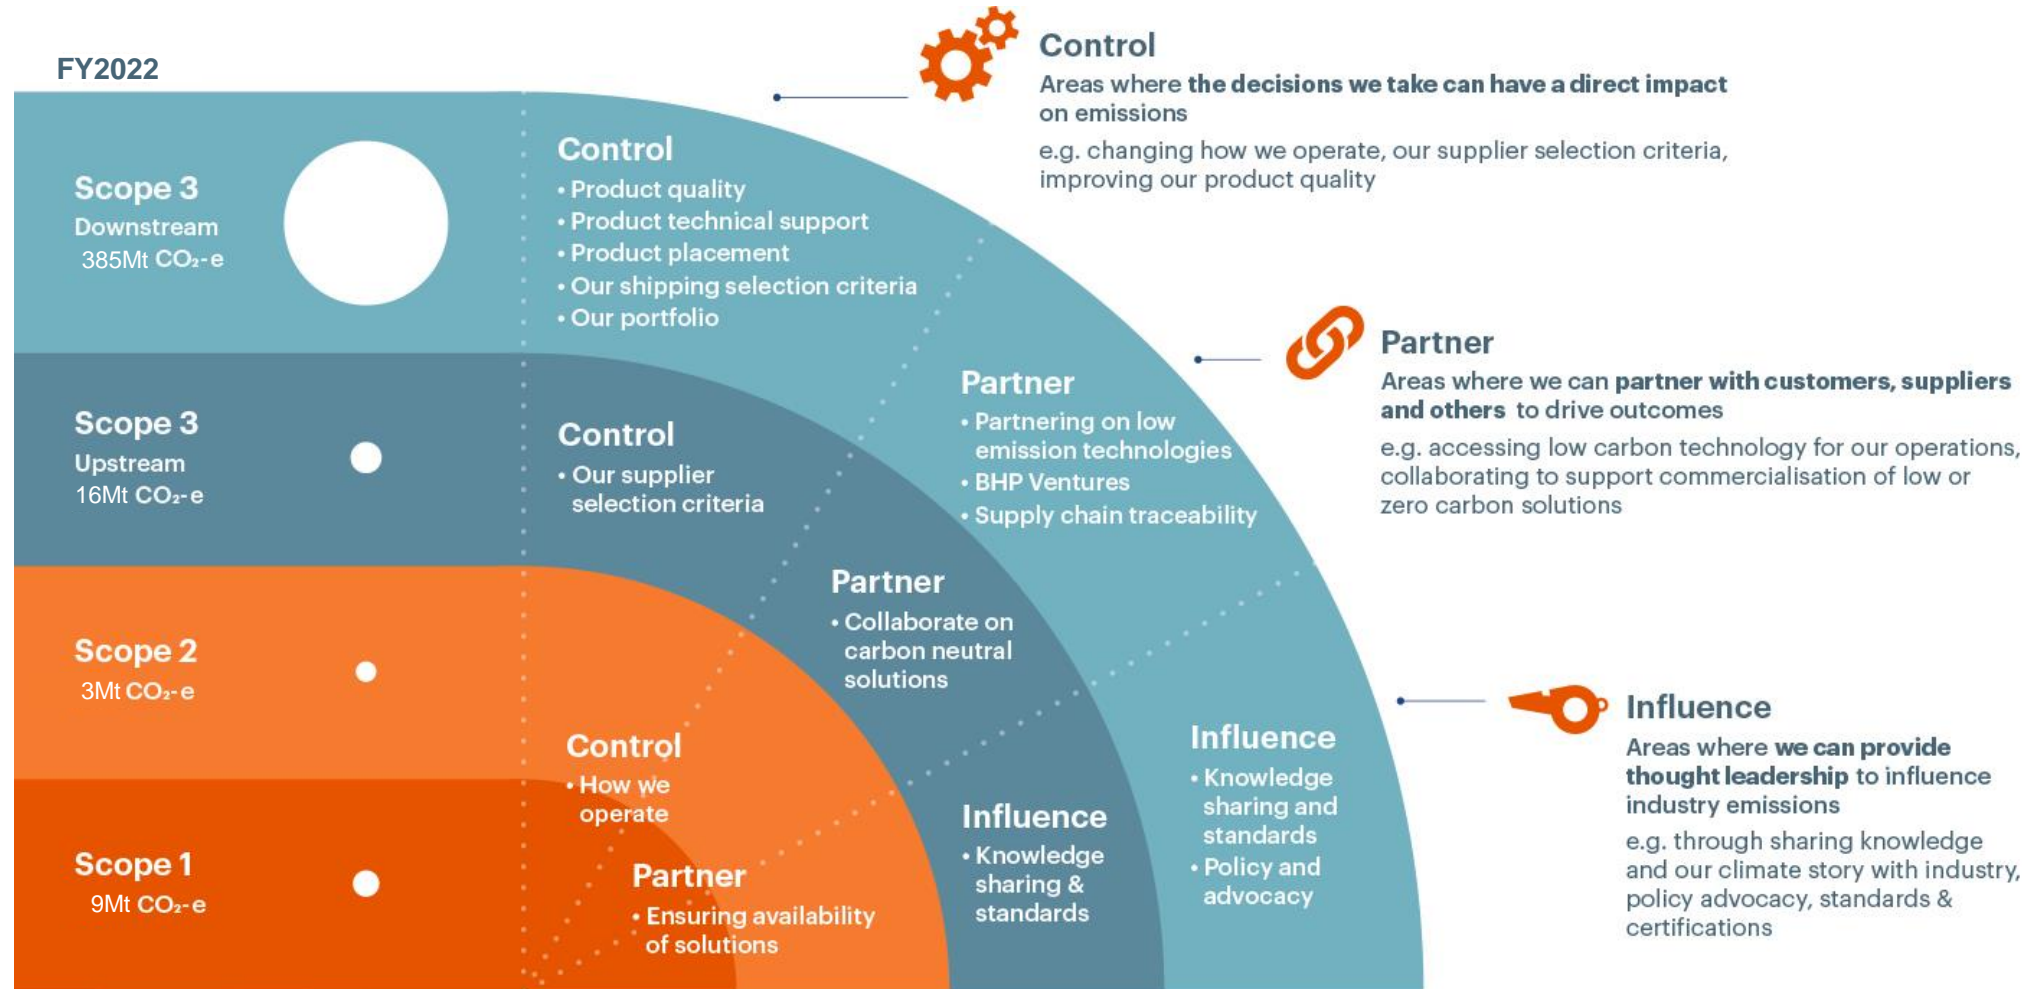 FY2022
Scope 3
Downstream
385Mt CO₂-e
Scope 3
Upstream
16Mt CO₂-e
Scope 2
3Mt CO₂-e
Scope 1
9Mt CO₂-e
Control
• Product quality
• Product technical support
• Product placement
• Our shipping selection criteria
• Our portfolio
Partner
• Partnering on low
emission technologies
• BHP Ventures
• Supply chain traceability
Influence
• Knowledge
sharing and
standards
• Policy and
advocacy
Control
• Our supplier
selection criteria
Partner
• Collaborate on
carbon neutral
solutions
Influence
• Knowledge
sharing &
standards
Control
• How we
operate
Partner
• Ensuring availability
of solutions
Control
Areas where the decisions we take can have a direct impact
on emissions
e.g. changing how we operate, our supplier selection criteria,
improving our product quality
Partner
Areas where we can partner with customers, suppliers
and others to drive outcomes
e.g. accessing low carbon technology for our operations,
collaborating to support commercialisation of low or
zero carbon solutions
Influence
Areas where we can provide
thought leadership to influence
industry emissions
e.g. through sharing knowledge
and our climate story with industry,
policy advocacy, standards &
certifications